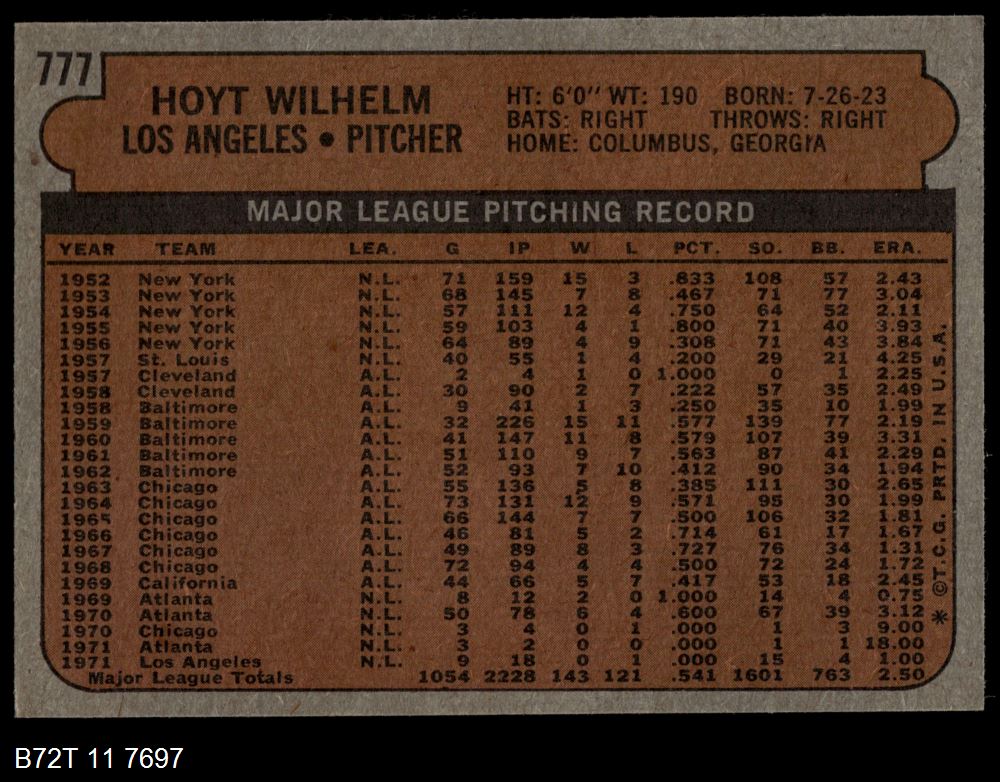 777
HOYT WILHELM
LOS ANGELES • PITCHER
HT: 6'0" WT: 190 BORN: 7-26-23
BATS: RIGHT THROWS: RIGHT
HOME: COLUMBUS, GEORGIA
MAJOR LEAGUE PITCHING RECORD
YEAR TEAM LEA. G IP W L PCT. SO. BB. ERA.
1952 New York N.L. 71 159 15 3 .833 108 57 2.43
1953 New York N.L. 68 145 7 8 .467 71 77 3.04
1954 New York N.L. 57 111 12 4 .750 64 52 2.11
1955 New York N.L. 59 103 4 1 .800 71 40 3.93
1956 New York N.L. 64 89 4 9 .308 71 43 3.84
1957 St. Louis N.L. 40 55 1 4 .200 29 21 4.25
1957 Cleveland A.L. 2 4 1 0 1.000 0 1 2.25
1958 Cleveland A.L. 30 90 2 7 .222 57 35 2.49
1958 Baltimore A.L. 9 41 1 3 .250 35 10 1.99
1959 Baltimore A.L. 32 226 15 11 .577 139 77 2.19
1960 Baltimore A.L. 41 147 11 8 .579 107 39 3.31
1961 Baltimore A.L. 51 110 9 7 .563 87 41 2.29
1962 Baltimore A.L. 52 93 7 10 .412 90 34 1.94
1963 Chicago A.L. 55 136 5 8 .385 111 30 2.65
1964 Chicago A.L. 73 131 12 9 .571 95 30 1.99
1965 Chicago A.L. 66 144 7 7 .500 106 32 1.81
1966 Chicago A.L. 46 81 5 2 .714 61 17 1.67
1967 Chicago A.L. 49 89 8 3 .727 76 34 1.31
1968 Chicago A.L. 72 94 4 4 .500 72 24 1.72
1969 California A.L. 44 66 5 7 .417 53 18 2.45
1969 Atlanta N.L. 8 12 2 0 1.000 14 4 0.75
1970 Atlanta N.L. 50 78 6 4 .600 67 39 3.12
1970 Chicago N.L. 3 4 0 1 .000 1 3 9.00
1971 Atlanta N.L. 3 2 0 0 .000 1 1 18.00
1971 Los Angeles N.L. 9 18 0 1 .000 15 4 1.00
Major League Totals 1054 2228 143 121 .541 1601 763 2.50
* ©T.C.G. PRTD. IN U.S.A.
B72T 11 7697